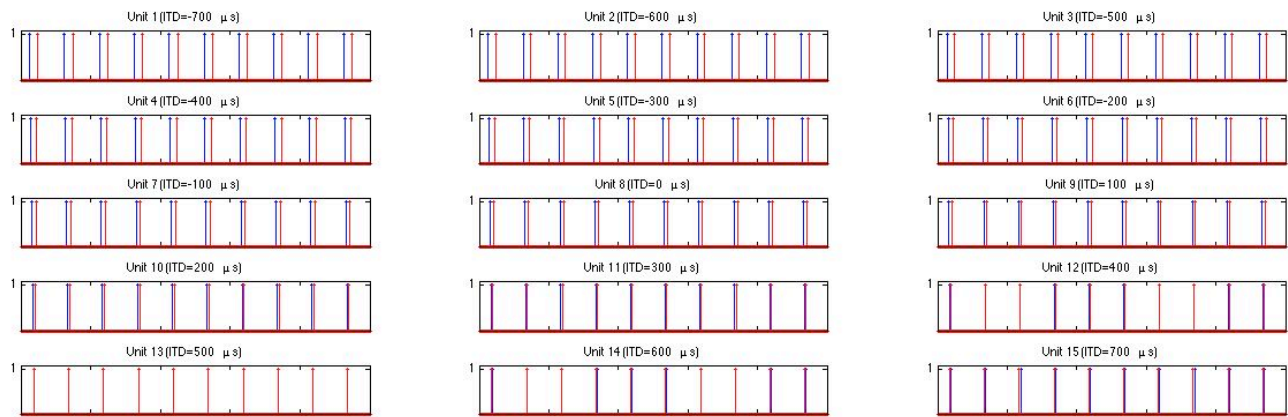 Unit 1(ITD=-700 μs) Unit 2(ITD=-600 μs) Unit 3(ITD=-500 μs)
1 1 1
Unit 4(ITD=-400 μs) Unit 5(ITD=-300 μs) Unit 6(ITD=-200 μs)
1 1 1
Unit 7(ITD=-100 μs) Unit 8(ITD=0 μs) Unit 9(ITD=100 μs)
1 1 1
Unit 10(ITD=200 μs) Unit 11(ITD=300 μs) Unit 12(ITD=400 μs)
1 1 1
Unit 13(ITD=500 μs) Unit 14(ITD=600 μs) Unit 15(ITD=700 μs)
1 1 1